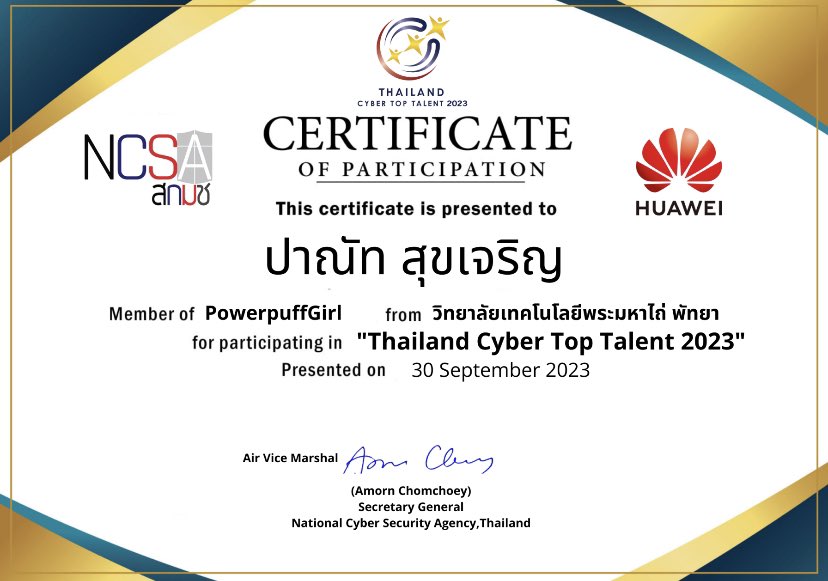 THAILAND
CYBER TOP TALENT 2023
CERTIFICATE
OF PARTICIPATION
NCSA
สกมช
HUAWEI
This certificate is presented to
ปาณัท สุขเจริญ
Member of PowerpuffGirl from วิทยาลัยเทคโนโลยีพระมหาไถ่ พัทยา
for participating in "Thailand Cyber Top Talent 2023"
Presented on 30 September 2023
Air Vice Marshal Amorn Chomchoey
(Amorn Chomchoey)
Secretary General
National Cyber Security Agency,Thailand